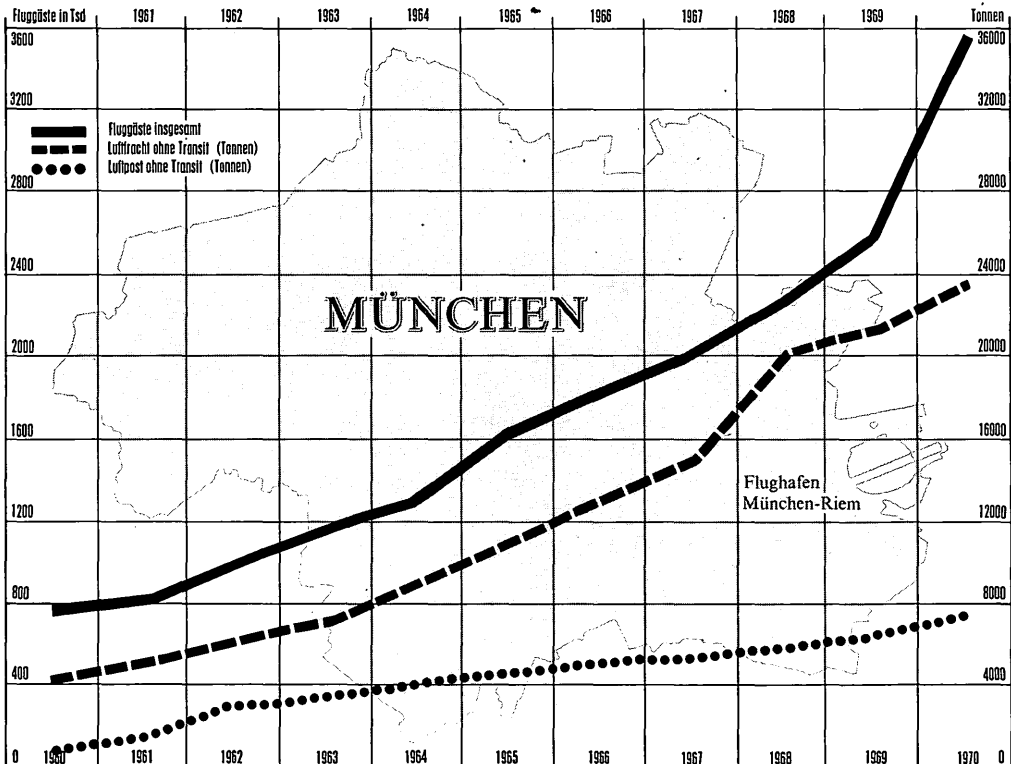 Fluggäste in Tsd 1961 1962 1963 1964 1965 1966 1967 1968 1969 Tonnen
3600 36000
3200 32000
Fluggäste insgesamt
Luftfracht ohne Transit (Tonnen)
Luftpost ohne Transit (Tonnen)
2800 28000
2400 24000
MÜNCHEN
2000 20000
1600 16000
Flughafen
München-Riem
1200 12000
800 8000
400 4000
0 1960 1961 1962 1963 1964 1965 1966 1967 1968 1969 1970 0